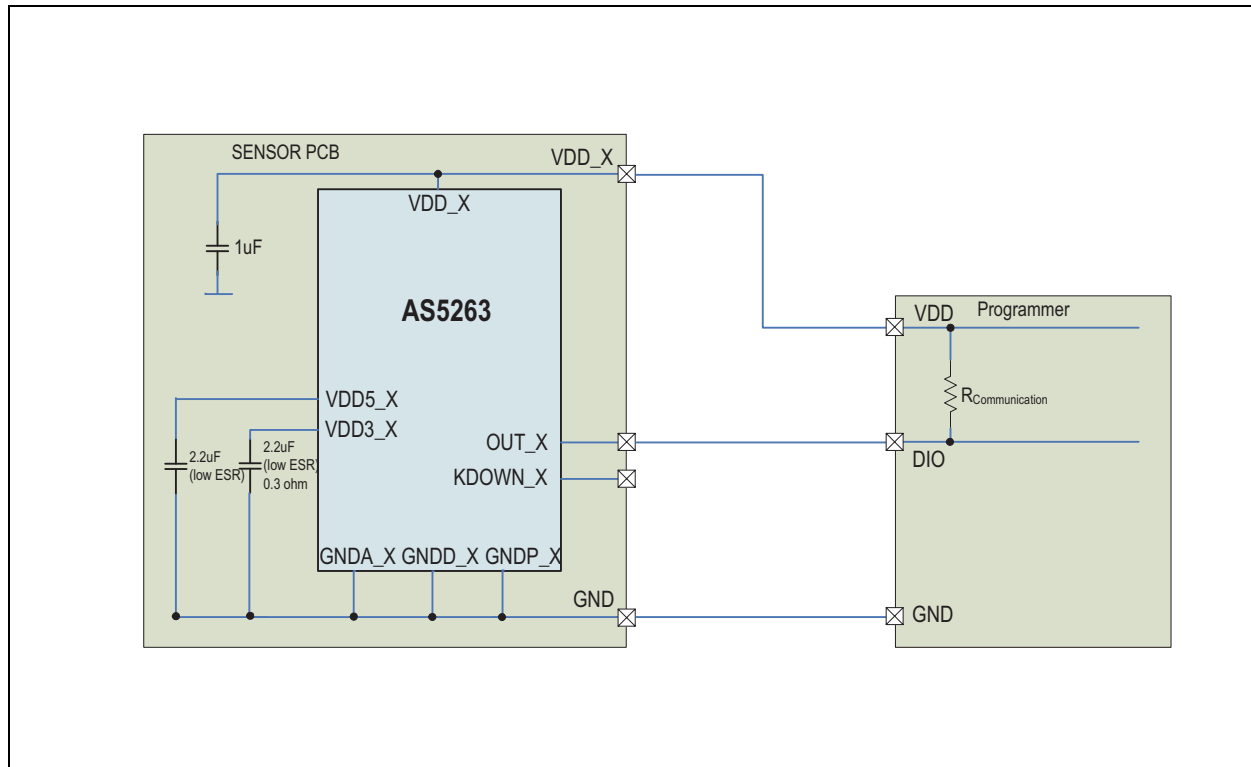 SENSOR PCB
VDD_X
VDD_X
1uF
AS5263
VDD5_X
VDD3_X
2.2uF
(low ESR)
2.2uF
(low ESR)
0.3 ohm
OUT_X
KDOWN_X
GNDA_X GNDD_X GNDP_X
GND
Programmer
VDD
RCommunication
DIO
GND